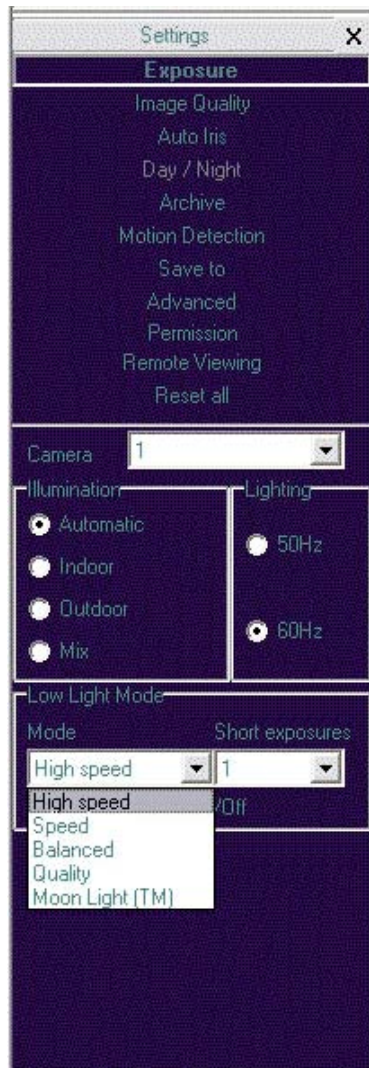 Settings X
Exposure
Image Quality
Auto Iris
Day / Night
Archive
Motion Detection
Save to
Advanced
Permission
Remote Viewing
Reset all
Camera 1
Illumination Lighting
Automatic
50Hz
Indoor
Outdoor
60Hz
Mix
Low Light Mode
Mode Short exposures
High speed 1
High speed /Off
Speed
Balanced
Quality
Moon Light (TM)